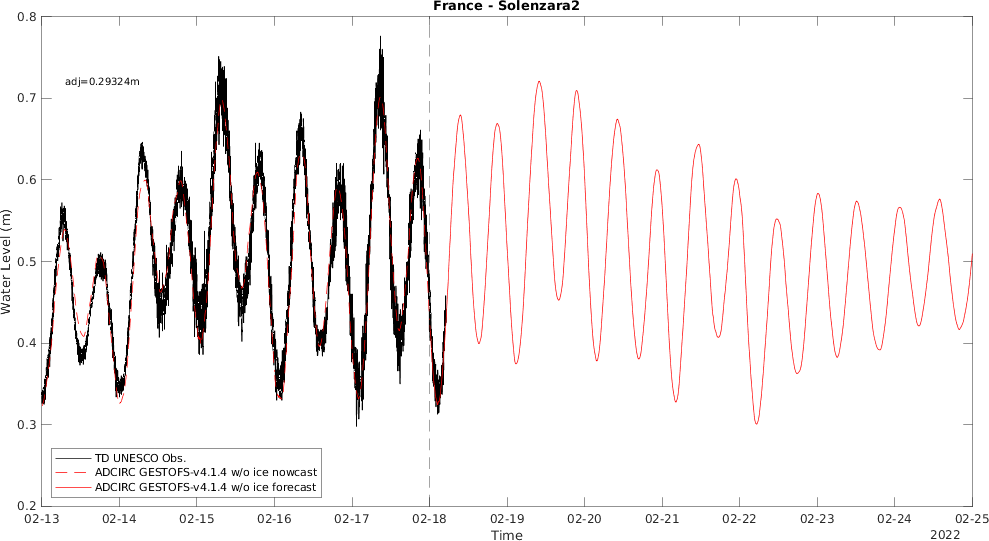 France - Solenzara2
adj=0.29324m
Water Level (m)
0.8
0.7
0.6
0.5
0.4
0.3
0.2
TD UNESCO Obs.
ADCIRC GESTOFS-v4.1.4 w/o ice nowcast
ADCIRC GESTOFS-v4.1.4 w/o ice forecast
02-13 02-14 02-15 02-16 02-17 02-18 02-19 02-20 02-21 02-22 02-23 02-24 02-25
Time
2022